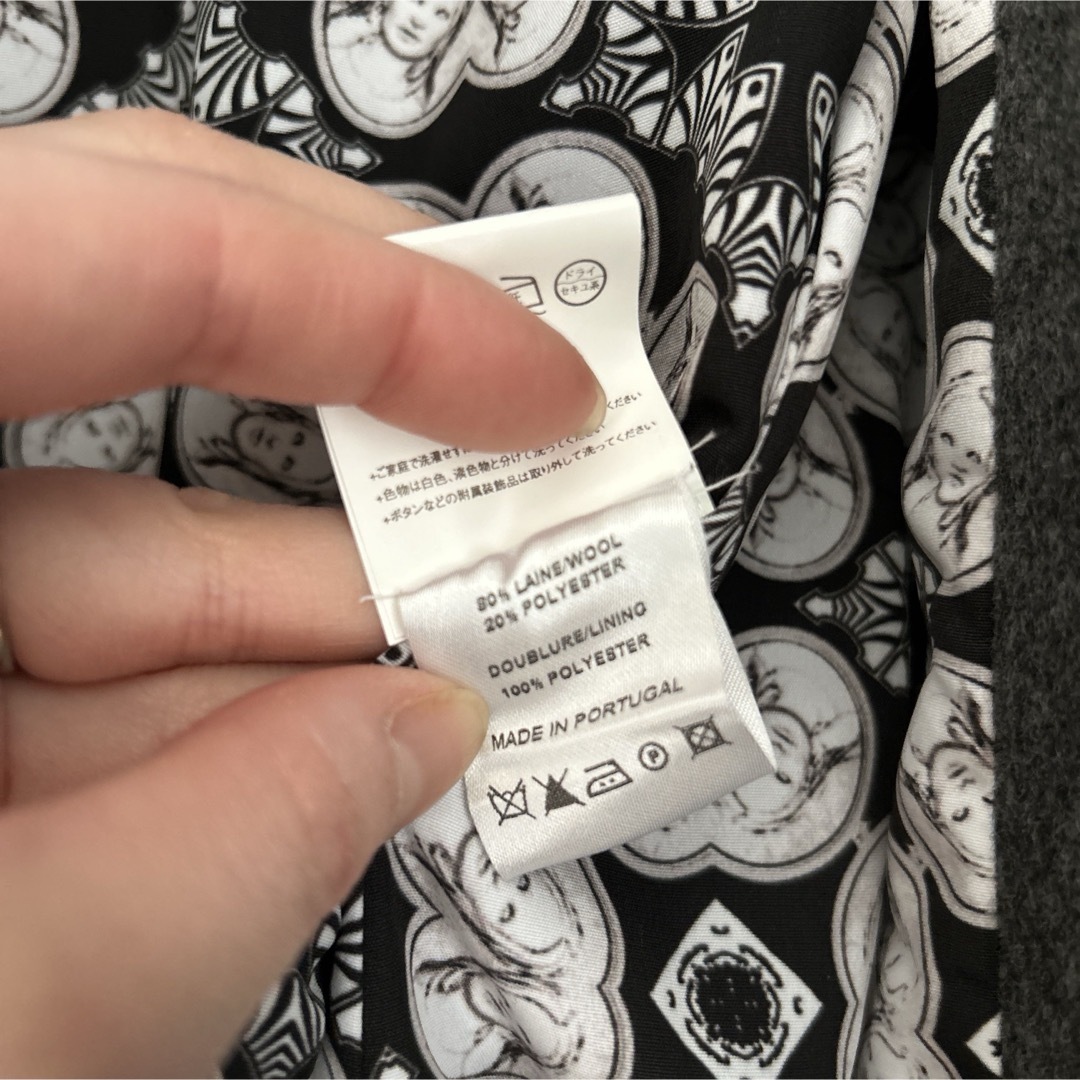 ドライ
セキユ系
ください
+ご家庭で洗濯せず
+色物は白色、淡色物と分けて洗ってください
+ボタンなどの附属装飾品は取り外して洗ってください
80% LAINE/WOOL
20% POLYESTER
DOUBLURE/LINING
100% POLYESTER
MADE IN PORTUGAL
P